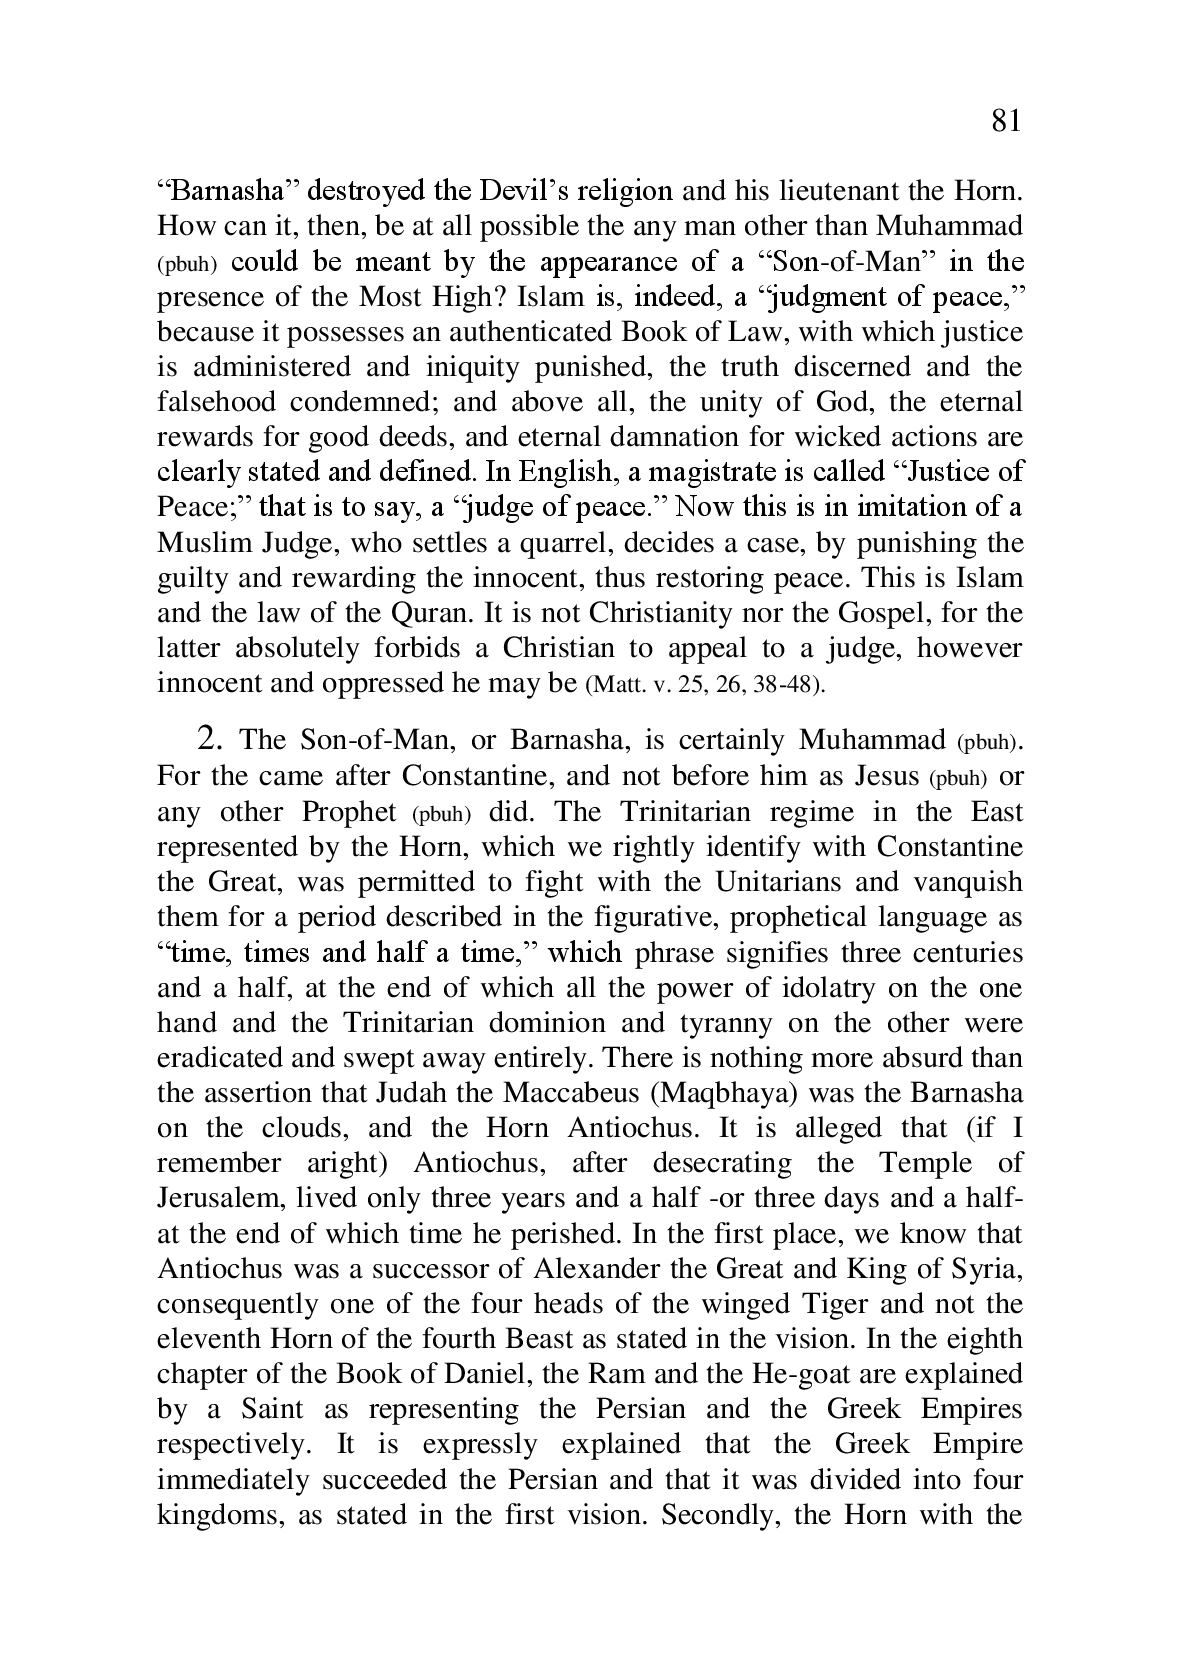 81
“Barnasha” destroyed the Devil’s religion and his lieutenant the Horn.
How can it, then, be at all possible the any man other than Muhammad
(pbuh) could be meant by the appearance of a “Son-of-Man” in the
presence of the Most High? Islam is, indeed, a “judgment of peace,”
because it possesses an authenticated Book of Law, with which justice
is administered and iniquity punished, the truth discerned and the
falsehood condemned; and above all, the unity of God, the eternal
rewards for good deeds, and eternal damnation for wicked actions are
clearly stated and defined. In English, a magistrate is called “Justice of
Peace;” that is to say, a “judge of peace.” Now this is in imitation of a
Muslim Judge, who settles a quarrel, decides a case, by punishing the
guilty and rewarding the innocent, thus restoring peace. This is Islam
and the law of the Quran. It is not Christianity nor the Gospel, for the
latter absolutely forbids a Christian to appeal to a judge, however
innocent and oppressed he may be (Matt. v. 25, 26, 38-48).
2. The Son-of-Man, or Barnasha, is certainly Muhammad (pbuh).
For the came after Constantine, and not before him as Jesus (pbuh) or
any other Prophet (pbuh) did. The Trinitarian regime in the East
represented by the Horn, which we rightly identify with Constantine
the Great, was permitted to fight with the Unitarians and vanquish
them for a period described in the figurative, prophetical language as
“time, times and half a time,” which phrase signifies three centuries
and a half, at the end of which all the power of idolatry on the one
hand and the Trinitarian dominion and tyranny on the other were
eradicated and swept away entirely. There is nothing more absurd than
the assertion that Judah the Maccabeus (Maqbhaya) was the Barnasha
on the clouds, and the Horn Antiochus. It is alleged that (if I
remember aright) Antiochus, after desecrating the Temple of
Jerusalem, lived only three years and a half -or three days and a half-
at the end of which time he perished. In the first place, we know that
Antiochus was a successor of Alexander the Great and King of Syria,
consequently one of the four heads of the winged Tiger and not the
eleventh Horn of the fourth Beast as stated in the vision. In the eighth
chapter of the Book of Daniel, the Ram and the He-goat are explained
by a Saint as representing the Persian and the Greek Empires
respectively. It is expressly explained that the Greek Empire
immediately succeeded the Persian and that it was divided into four
kingdoms, as stated in the first vision. Secondly, the Horn with the